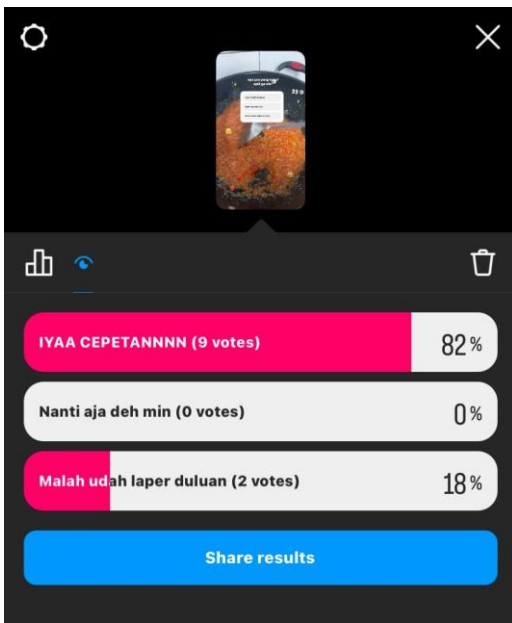 IYAA CEPETANNNN (9 votes)
82%
Nanti aja deh min (0 votes)
0%
Malah udah laper duluan (2 votes)
18%
Share results